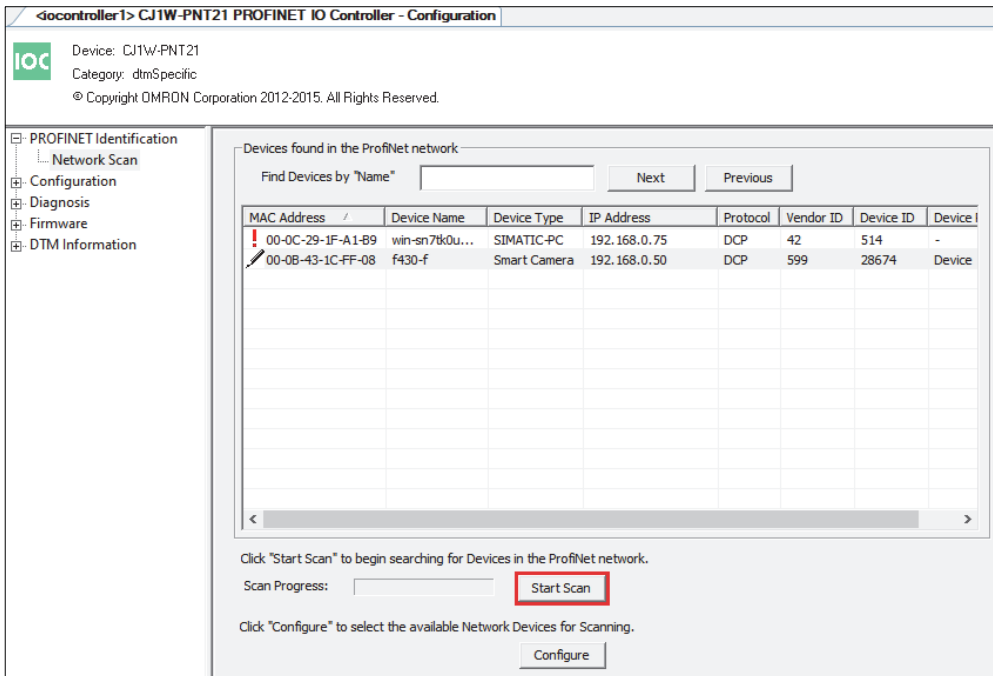 <iocontroller1> CJ1W-PNT21 PROFINET IO Controller - Configuration
IOC
Device: CJ1W-PNT21
Category: dtmSpecific
© Copyright OMRON Corporation 2012-2015. All Rights Reserved.
PROFINET Identification
Network Scan
Configuration
Diagnosis
Firmware
DTM Information
Devices found in the ProfiNet network
Find Devices by "Name" Next Previous
MAC Address Device Name Device Type IP Address Protocol Vendor ID Device ID Device
00-0C-29-1F-A1-B9 win-sn7tk0u... SIMATIC-PC 192.168.0.75 DCP 42 514 -
00-0B-43-1C-FF-08 f430-f Smart Camera 192.168.0.50 DCP 599 28674 Device
Click "Start Scan" to begin searching for Devices in the ProfiNet network.
Scan Progress: Start Scan
Click "Configure" to select the available Network Devices for Scanning.
Configure